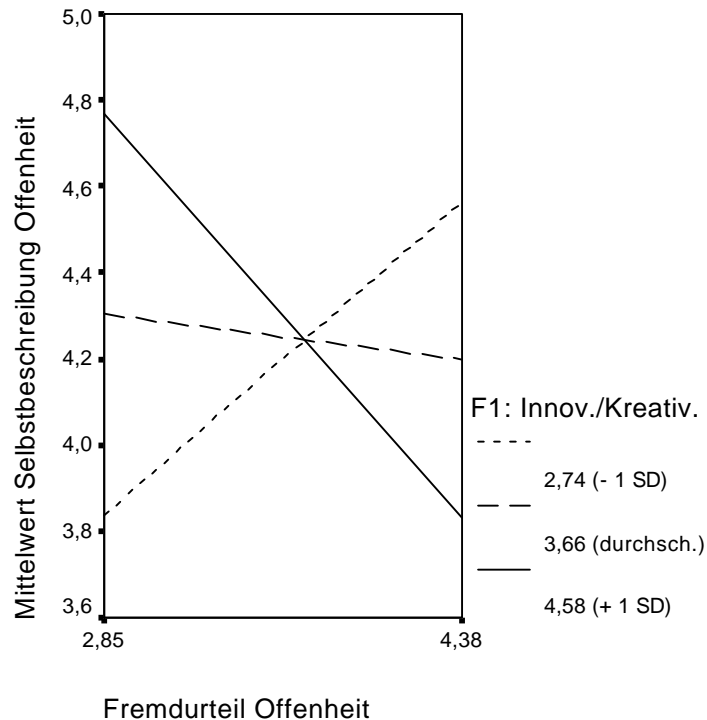 Mittelwert Selbstbeschreibung Offenheit
5,0
4,8
4,6
4,4
4,2
4,0
3,8
3,6
2,85
4,38
Fremdurteil Offenheit
F1: Innov./Kreativ.
2,74 (- 1 SD)
3,66 (durchsch.)
4,58 (+ 1 SD)